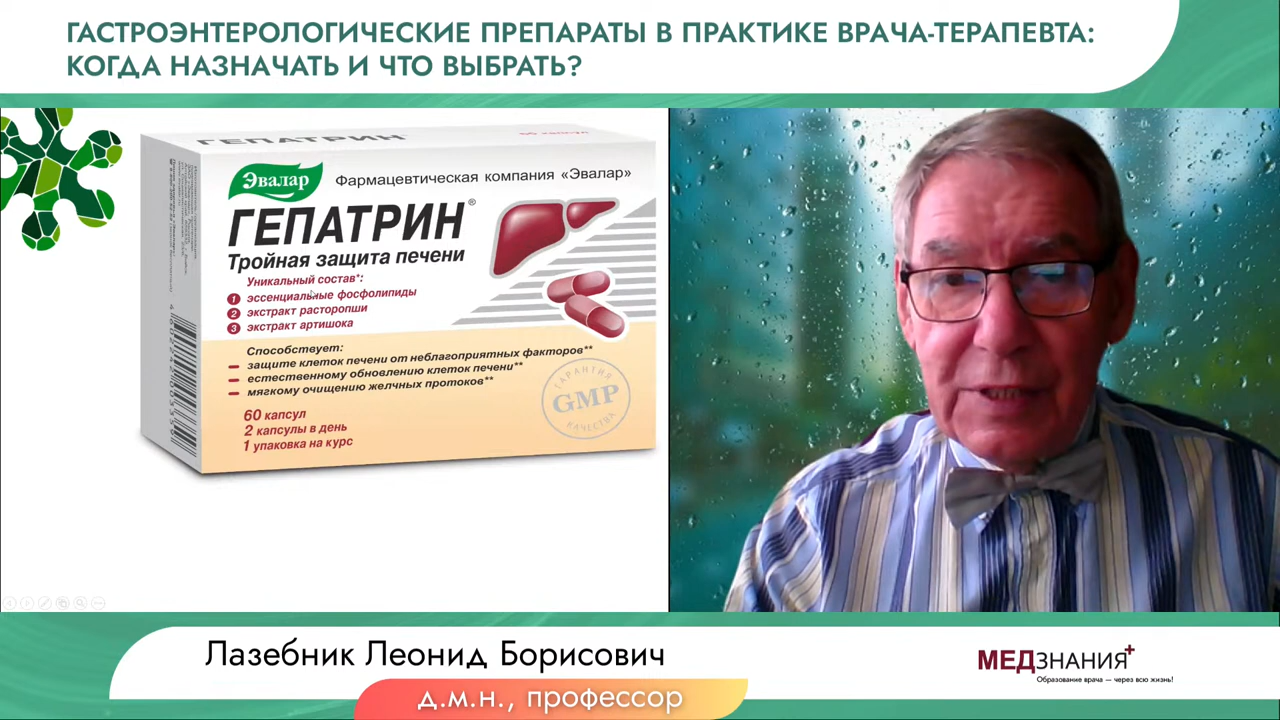 ГАСТРОЭНТЕРОЛОГИЧЕСКИЕ ПРЕПАРАТЫ В ПРАКТИКЕ ВРАЧА-ТЕРАПЕВТА:
КОГДА НАЗНАЧАТЬ И ЧТО ВЫБРАТЬ?
ГЕПАТРИН
60 капсул
Эвалар
Фармацевтическая компания «Эвалар»
ГЕПАТРИН®
Тройная защита печени
Уникальный состав*:
1 эссенциальные фосфолипиды
2 экстракт расторопши
3 экстракт артишока
Способствует:
защите клеток печени от неблагоприятных факторов**
естественному обновлению клеток печени**
мягкому очищению желчных протоков**
60 капсул
2 капсулы в день
1 упаковка на курс
ГАРАНТИЯ
GMP
КАЧЕСТВА
Лазебник Леонид Борисович
д.м.н., профессор
МЕДЗНАНИЯ+
Образование врача — через всю жизнь!